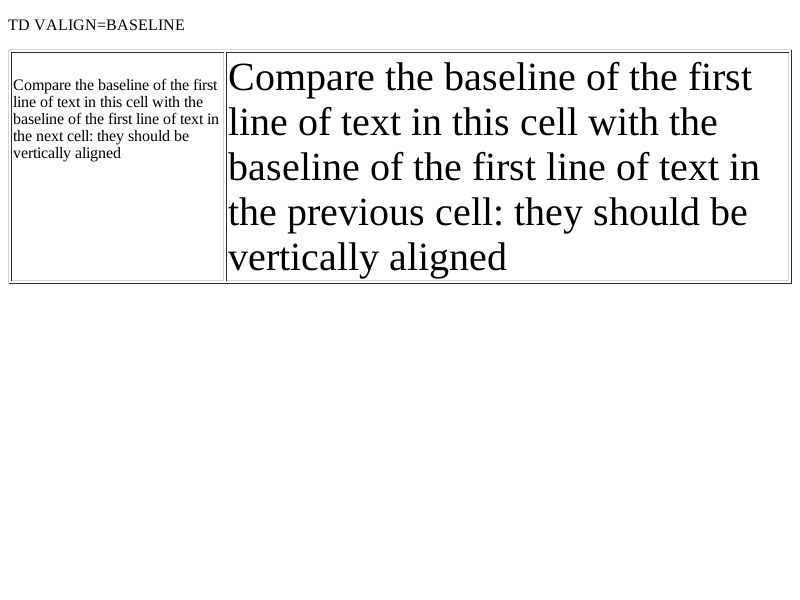 TD VALIGN=BASELINE
Compare the baseline of the first
line of text in this cell with the
baseline of the first line of text in
the next cell: they should be
vertically aligned
Compare the baseline of the first
line of text in this cell with the
baseline of the first line of text in
the previous cell: they should be
vertically aligned